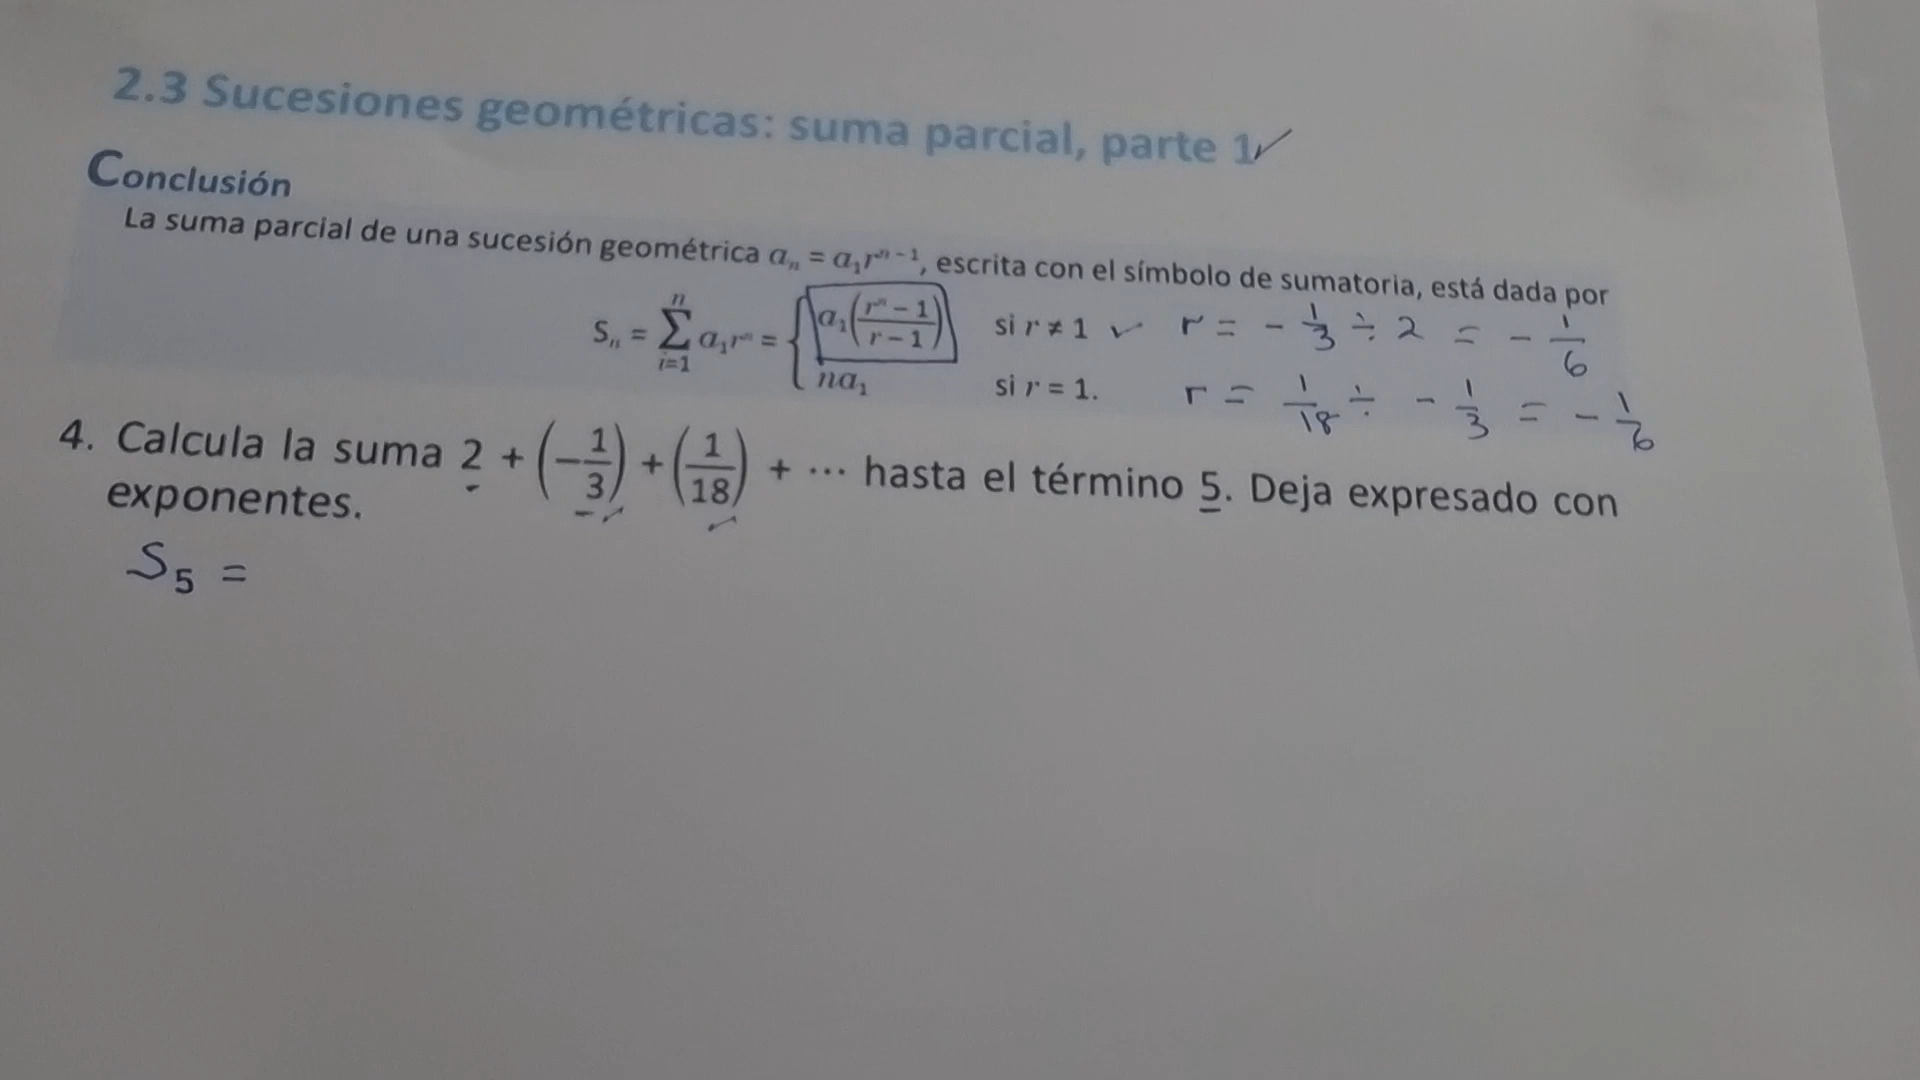 2.3 Sucesiones geométricas: suma parcial, parte 1 ✓
Conclusión
La suma parcial de una sucesión geométrica aₙ = a₁rⁿ⁻¹, escrita con el símbolo de sumatoria, está dada por
Sₙ = ∑ⁿᵢ₌₁ a₁rⁿ = { a₁((rⁿ − 1)/(r − 1)) si r ≠ 1 ✓ r = - 1/3 ÷ 2 = - 1/6
na₁ si r = 1. r = 1/18 ÷ - 1/3 = - 1/6
4. Calcula la suma 2 + (−1/3) + (1/18) + ··· hasta el término 5. Deja expresado con
exponentes.
S₅ =